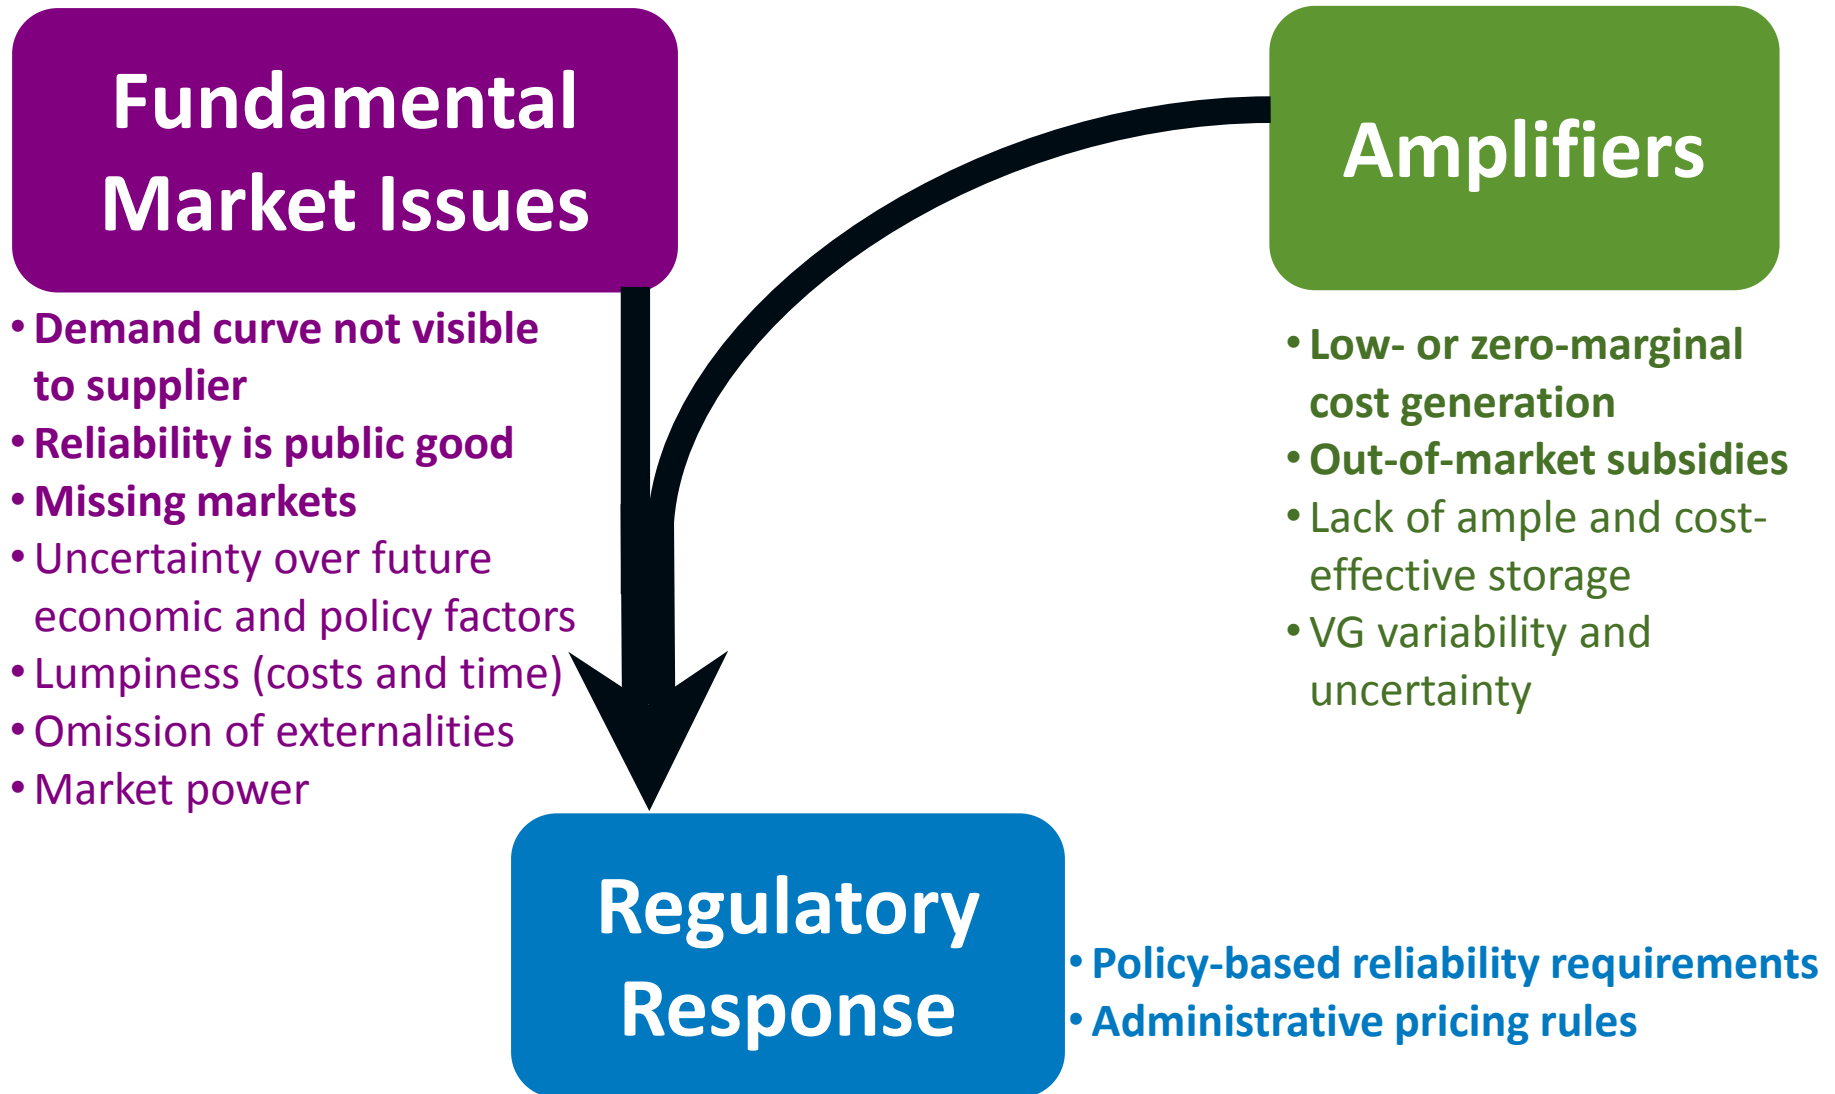 Fundamental
Market Issues
• Demand curve not visible
to supplier
• Reliability is public good
• Missing markets
• Uncertainty over future
economic and policy factors
• Lumpiness (costs and time)
• Omission of externalities
• Market power
Amplifiers
• Low- or zero-marginal
cost generation
• Out-of-market subsidies
• Lack of ample and cost-
effective storage
• VG variability and
uncertainty
Regulatory
Response
• Policy-based reliability requirements
• Administrative pricing rules